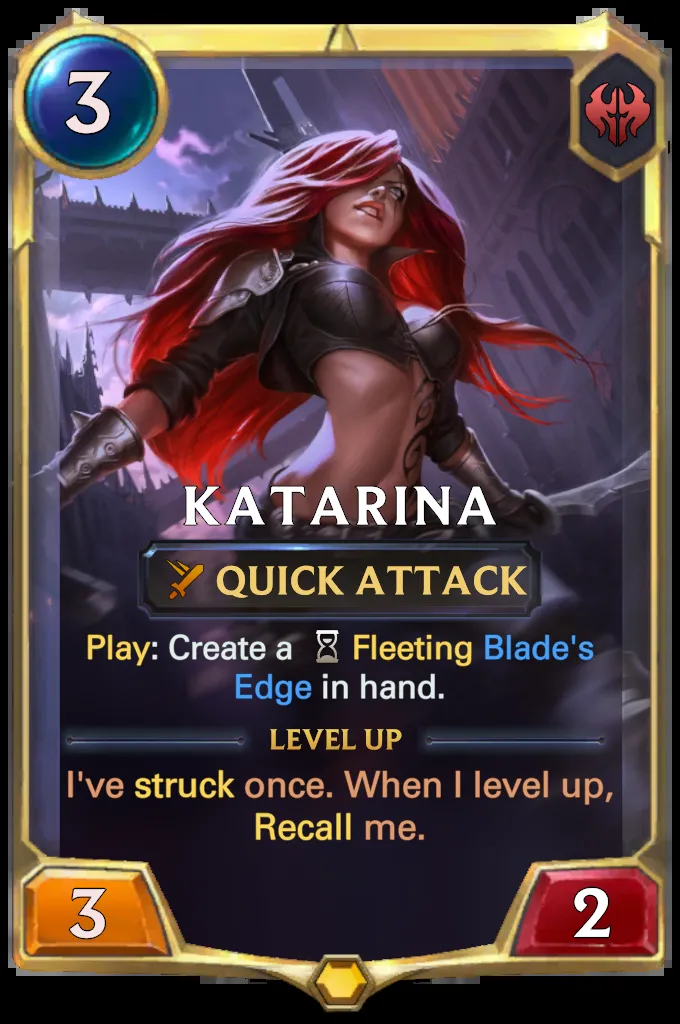 3
KATARINA
QUICK ATTACK
Play: Create a Fleeting Blade's
Edge in hand.
LEVEL UP
I've struck once. When I level up,
Recall me.
3
2